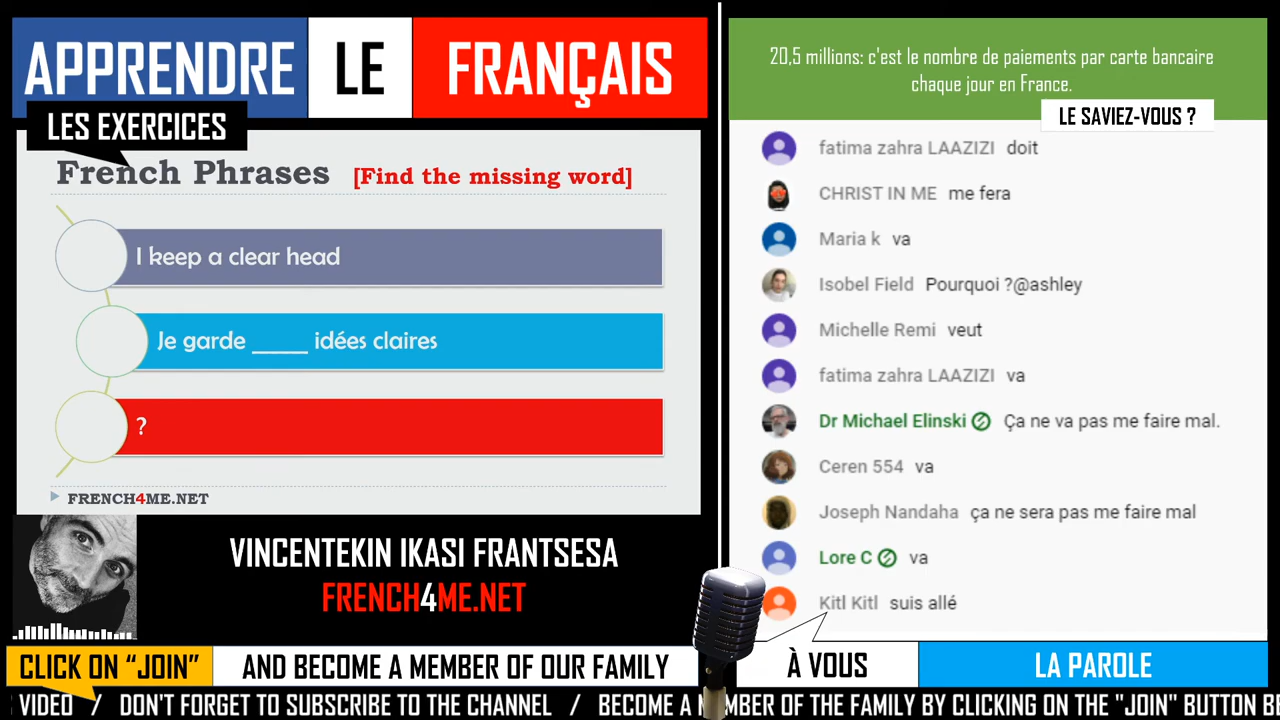 APPRENDRE LE FRANÇAIS
LES EXERCICES
French Phrases [Find the missing word]
I keep a clear head
Je garde _____ idées claires
?
FRENCH4ME.NET
VINCENTEKIN IKASI FRANTSESA
FRENCH4ME.NET
CLICK ON “JOIN” AND BECOME A MEMBER OF OUR FAMILY
20,5 millions: c'est le nombre de paiements par carte bancaire
chaque jour en France.
LE SAVIEZ-VOUS ?
fatima zahra LAAZIZI doit
CHRIST IN ME me fera
Maria k va
Isobel Field Pourquoi ?@ashley
Michelle Remi veut
fatima zahra LAAZIZI va
Dr Michael Elinski Ça ne va pas me faire mal.
Ceren 554 va
Joseph Nandaha ça ne sera pas me faire mal
Lore C va
Kitl Kitl suis allé
À VOUS LA PAROLE
VIDEO / DON'T FORGET TO SUBSCRIBE TO THE CHANNEL / BECOME A MEMBER OF THE FAMILY BY CLICKING ON THE "JOIN" BUTTON